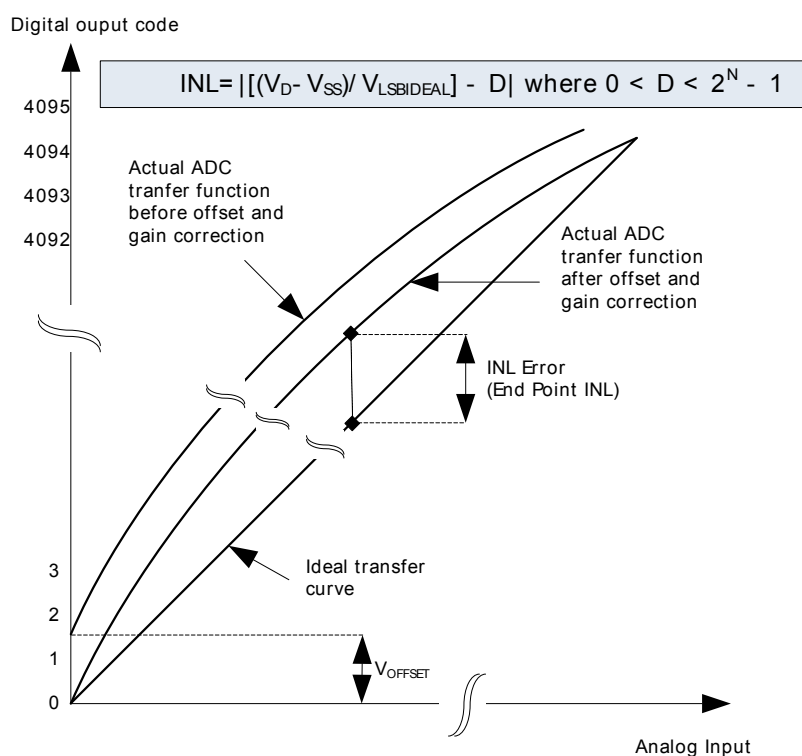 Digital ouput code
INL= |[(VD- VSS)/ VLSBIDEAL] - D| where 0 < D < 2^N - 1
4095
4094
4093
4092
Actual ADC
tranfer function
before offset and
gain correction
Actual ADC
tranfer function
after offset and
gain correction
INL Error
(End Point INL)
3
2
1
0
Ideal transfer
curve
VOFFSET
Analog Input